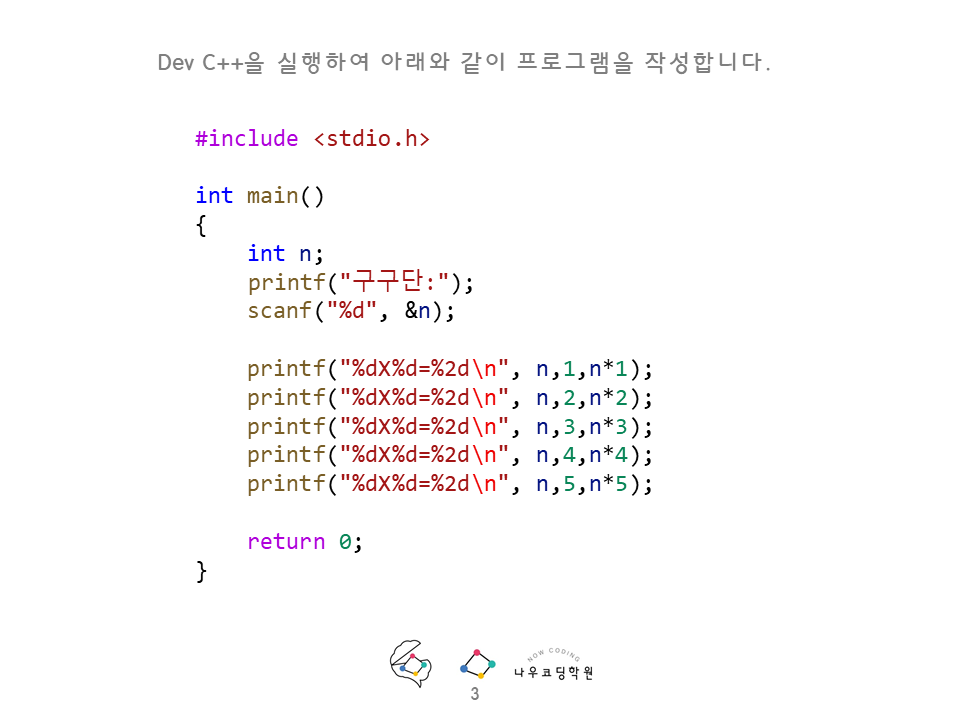 Dev C++을 실행하여 아래와 같이 프로그램을 작성합니다.
#include <stdio.h>
int main()
{
    int n;
    printf("구구단:");
    scanf("%d", &n);
    printf("%dX%d=%2d\n", n,1,n*1);
    printf("%dX%d=%2d\n", n,2,n*2);
    printf("%dX%d=%2d\n", n,3,n*3);
    printf("%dX%d=%2d\n", n,4,n*4);
    printf("%dX%d=%2d\n", n,5,n*5);
    return 0;
}
NOW CODING
나우코딩학원
3